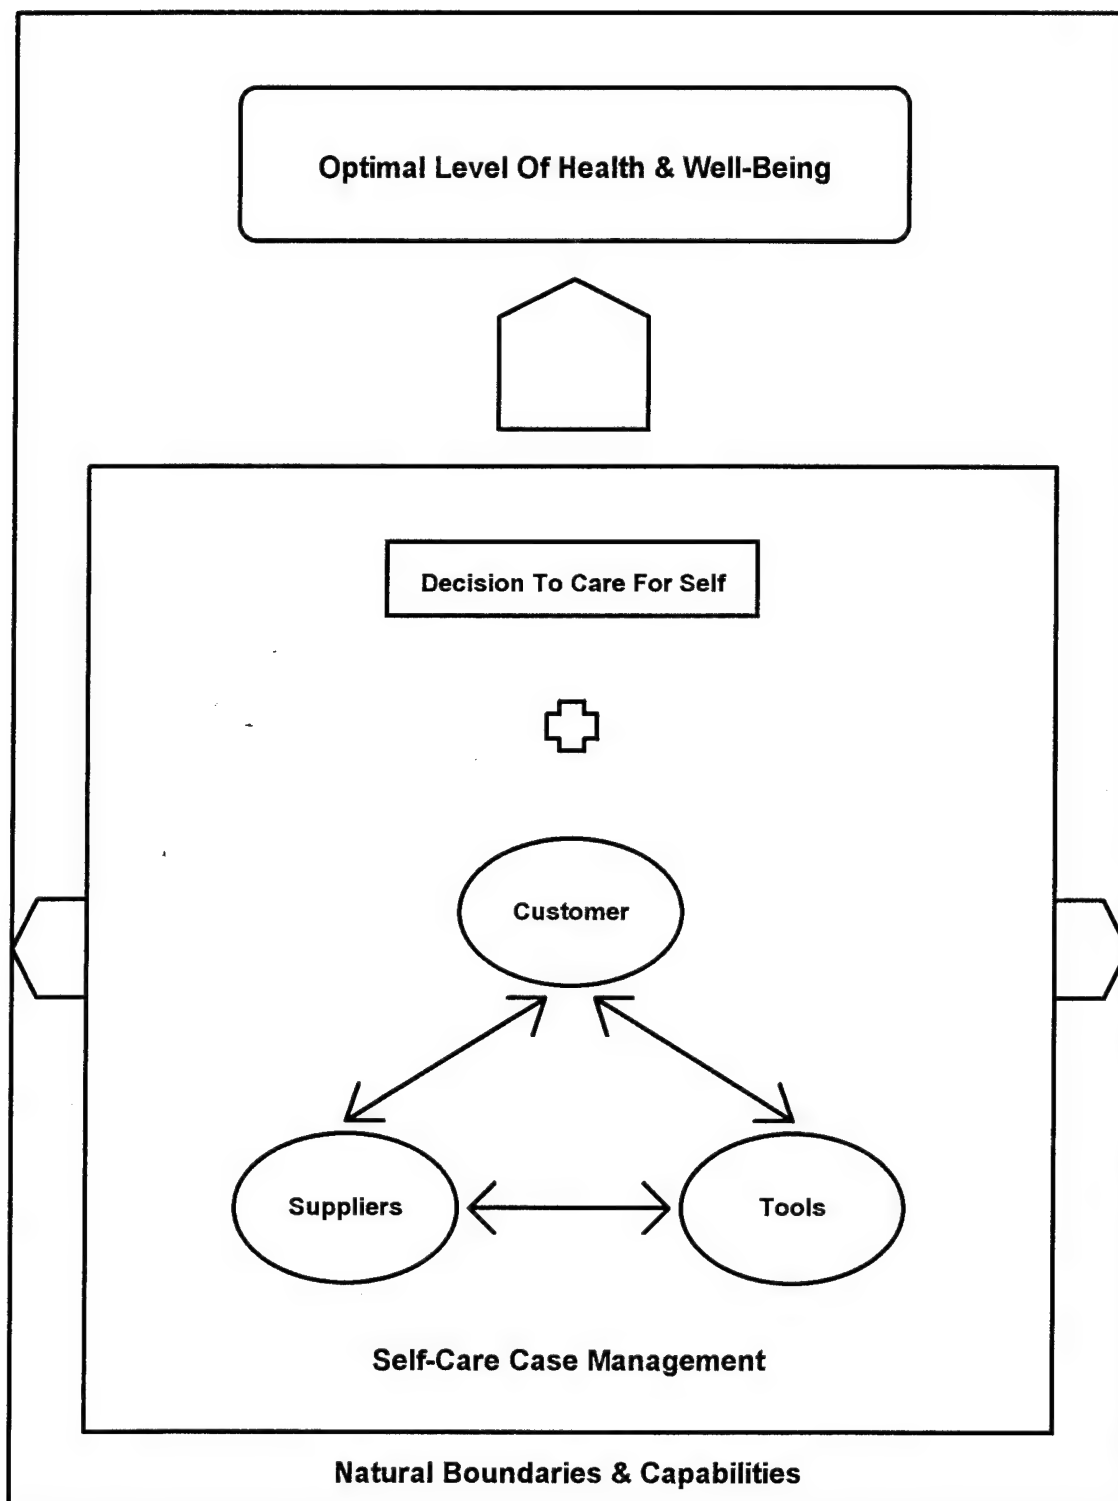 Optimal Level Of Health & Well-Being
Decision To Care For Self
Customer
Suppliers
Tools
Self-Care Case Management
Natural Boundaries & Capabilities